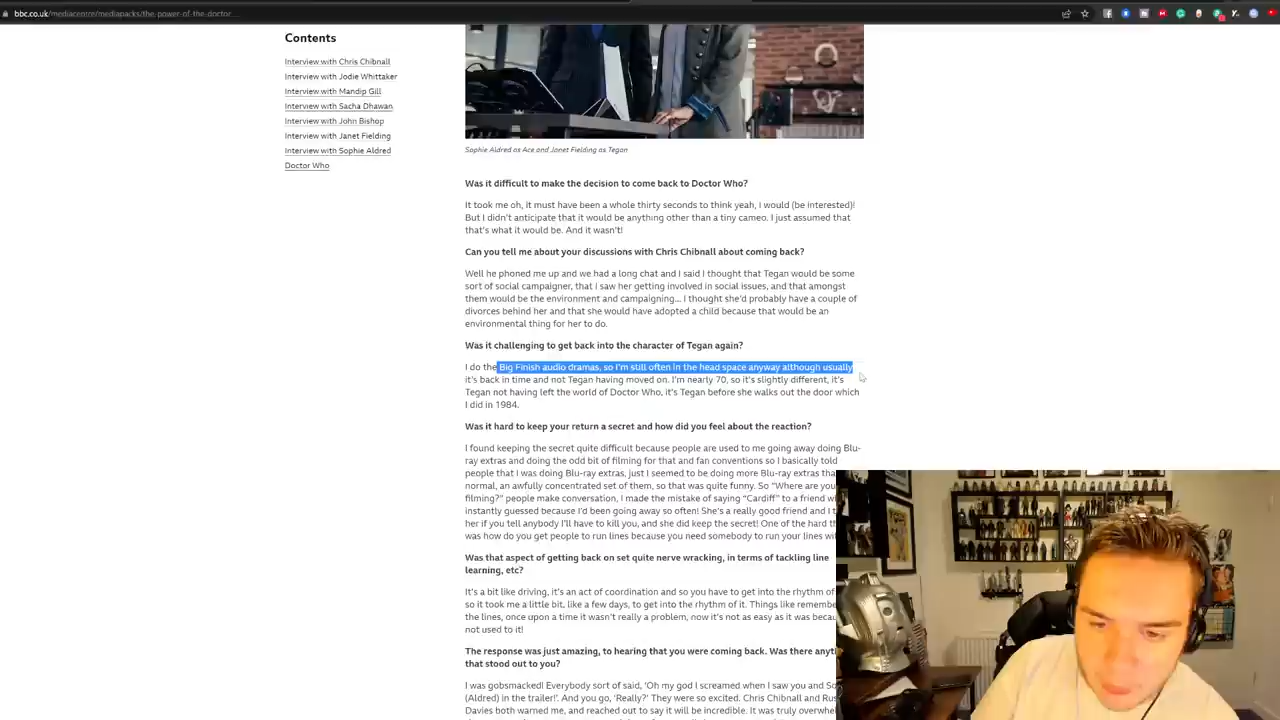 bbc.co.uk/mediacentre/mediapacks/the-power-of-the-doctor...
Contents
Interview with Chris Chibnall
Interview with Jodie Whittaker
Interview with Mandip Gill
Interview with Sacha Dhawan
Interview with John Bishop
Interview with Janet Fielding
Interview with Sophie Aldred
Doctor Who
Sophie Aldred as Ace and Janet Fielding as Tegan
Was it difficult to make the decision to come back to Doctor Who?
It took me oh, it must have been a whole thirty seconds to think yeah, I would (be interested)!
But I didn't anticipate that it would be anything other than a tiny cameo. I just assumed that
that's what it would be. And it wasn't!
Can you tell me about your discussions with Chris Chibnall about coming back?
Well he phoned me up and we had a long chat and I said I thought that Tegan would be some
sort of social campaigner, that I saw her getting involved in social issues, and that amongst
them would be the environment and campaigning... I thought she'd probably have a couple of
divorces behind her and that she would have adopted a child because that would be an
environmental thing for her to do.
Was it challenging to get back into the character of Tegan again?
I do the Big Finish audio dramas, so I'm still often in the head space anyway although usually
it's back in time and not Tegan having moved on. I'm nearly 70, so it's slightly different, it's
Tegan not having left the world of Doctor Who, it's Tegan before she walks out the door which
I did in 1984.
Was it hard to keep your return a secret and how did you feel about the reaction?
I found keeping the secret quite difficult because people are used to me going away doing Blu-
ray extras and doing the odd bit of filming for that and fan conventions so I basically told
people that I was doing Blu-ray extras, just I seemed to be doing more Blu-ray extras tha
normal, an awfully concentrated set of them, so that was quite funny. So "Where are you
filming?" people make conversation, I made the mistake of saying "Cardiff" to a friend w
instantly guessed because I'd been going away so often! She's a really good friend and I t
her if you tell anybody I'll have to kill you, and she did keep the secret! One of the hard th
was how do you get people to run lines because you need somebody to run your lines wi
Was that aspect of getting back on set quite nerve wracking, in terms of tackling line
learning, etc?
It's a bit like driving, it's an act of coordination and so you have to get into the rhythm of
so it took me a little bit, like a few days, to get into the rhythm of it. Things like remembe
the lines, once upon a time it wasn't really a problem, now it's not as easy as it was becau
not used to it!
The response was just amazing, to hearing that you were coming back. Was there anyt
that stood out to you?
I was gobsmacked! Everybody sort of said, 'Oh my god I screamed when I saw you and So
(Aldred) in the trailer!'. And you go, 'Really?' They were so excited. Chris Chibnall and Rus
Davies both warned me, and reached out to say it will be incredible. It was truly overwhe